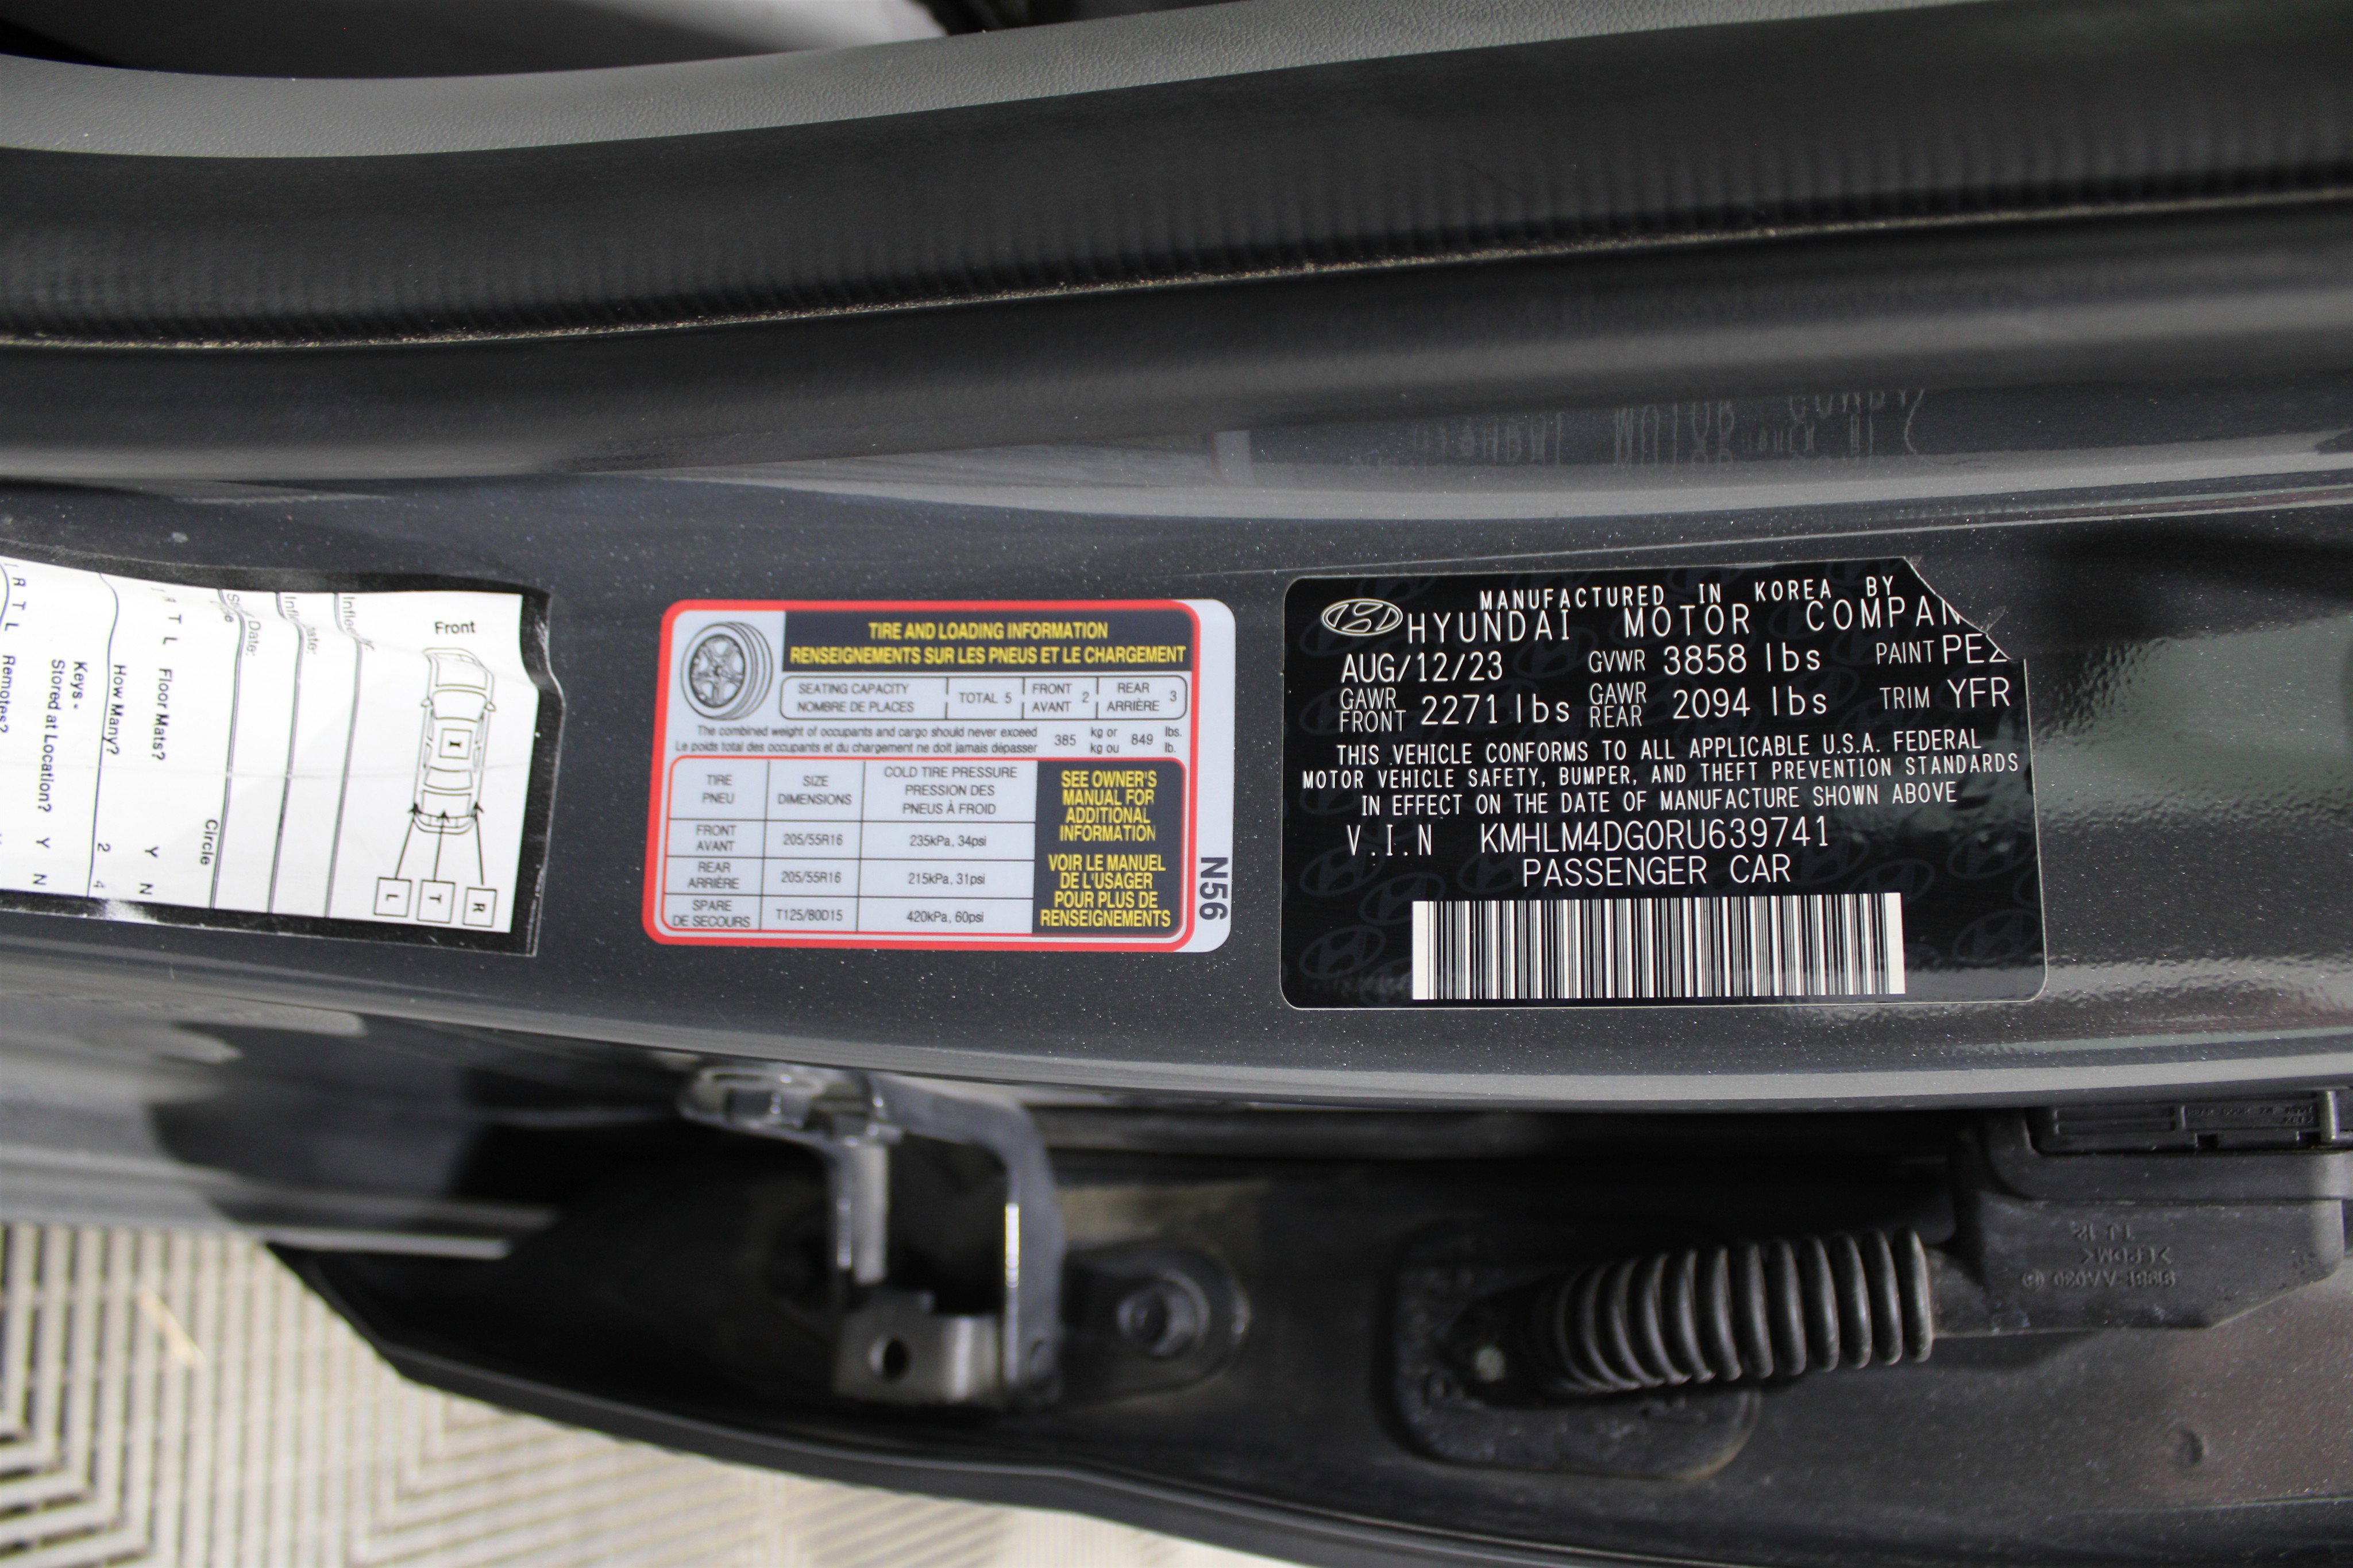 MANUFACTURED IN KOREA BY
HYUNDAI MOTOR COMPAN
AUG/12/23 GVWR 3858 lbs PAINT PE2
GAWR FRONT 2271 lbs GAWR REAR 2094 lbs TRIM YFR
THIS VEHICLE CONFORMS TO ALL APPLICABLE U.S.A. FEDERAL
MOTOR VEHICLE SAFETY, BUMPER, AND THEFT PREVENTION STANDARDS
IN EFFECT ON THE DATE OF MANUFACTURE SHOWN ABOVE
V.I.N KMHLM4DG0RU639741
PASSENGER CAR
TIRE AND LOADING INFORMATION
RENSEIGNEMENTS SUR LES PNEUS ET LE CHARGEMENT
SEATING CAPACITY
NOMBRE DE PLACES
TOTAL 5
FRONT
AVANT
2
REAR
ARRIÈRE
3
The combined weight of occupants and cargo should never exceed 385 kg or 849 lbs.
Le poids total des occupants et du chargement ne doit jamais dépasser kg ou lb.
TIRE
PNEU
SIZE
DIMENSIONS
COLD TIRE PRESSURE
PRESSION DES
PNEUS À FROID
FRONT
AVANT
205/55R16
235kPa, 34psi
REAR
ARRIÈRE
205/55R16
215kPa, 31psi
SPARE
DE SECOURS
T125/80D15
420kPa, 60psi
SEE OWNER'S
MANUAL FOR
ADDITIONAL
INFORMATION
VOIR LE MANUEL
DE L'USAGER
POUR PLUS DE
RENSEIGNEMENTS
N56
Front
L
T
R
Date:
Circle
T L Floor Mats? Y N
How Many? 2 4
Keys -
Stored at Location? Y N
R T L Remotes?